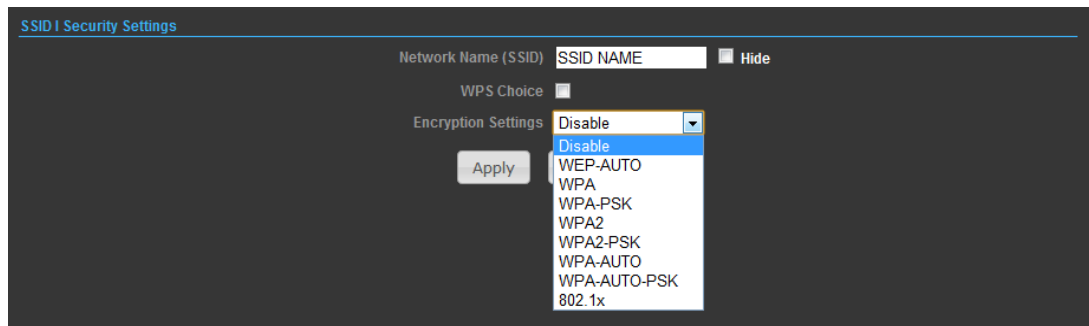 SSID I Security Settings
Network Name (SSID) SSID NAME Hide
WPS Choice
Encryption Settings Disable
Disable
Apply
WEP-AUTO
WPA
WPA-PSK
WPA2
WPA2-PSK
WPA-AUTO
WPA-AUTO-PSK
802.1x